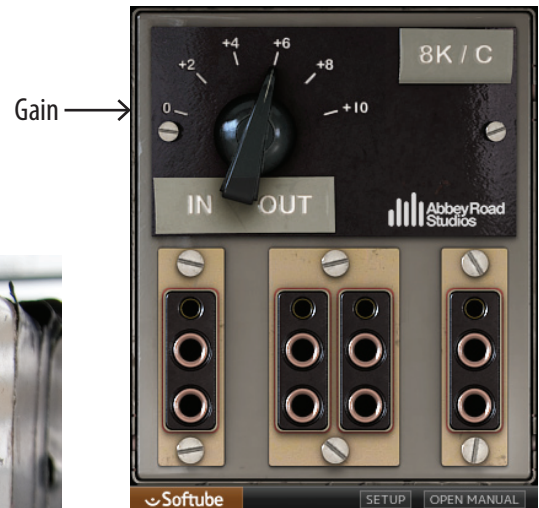 Gain
0
+2
+4
+6
+8
+10
8K / C
IN OUT
Abbey Road
Studios
Softube
SETUP
OPEN MANUAL